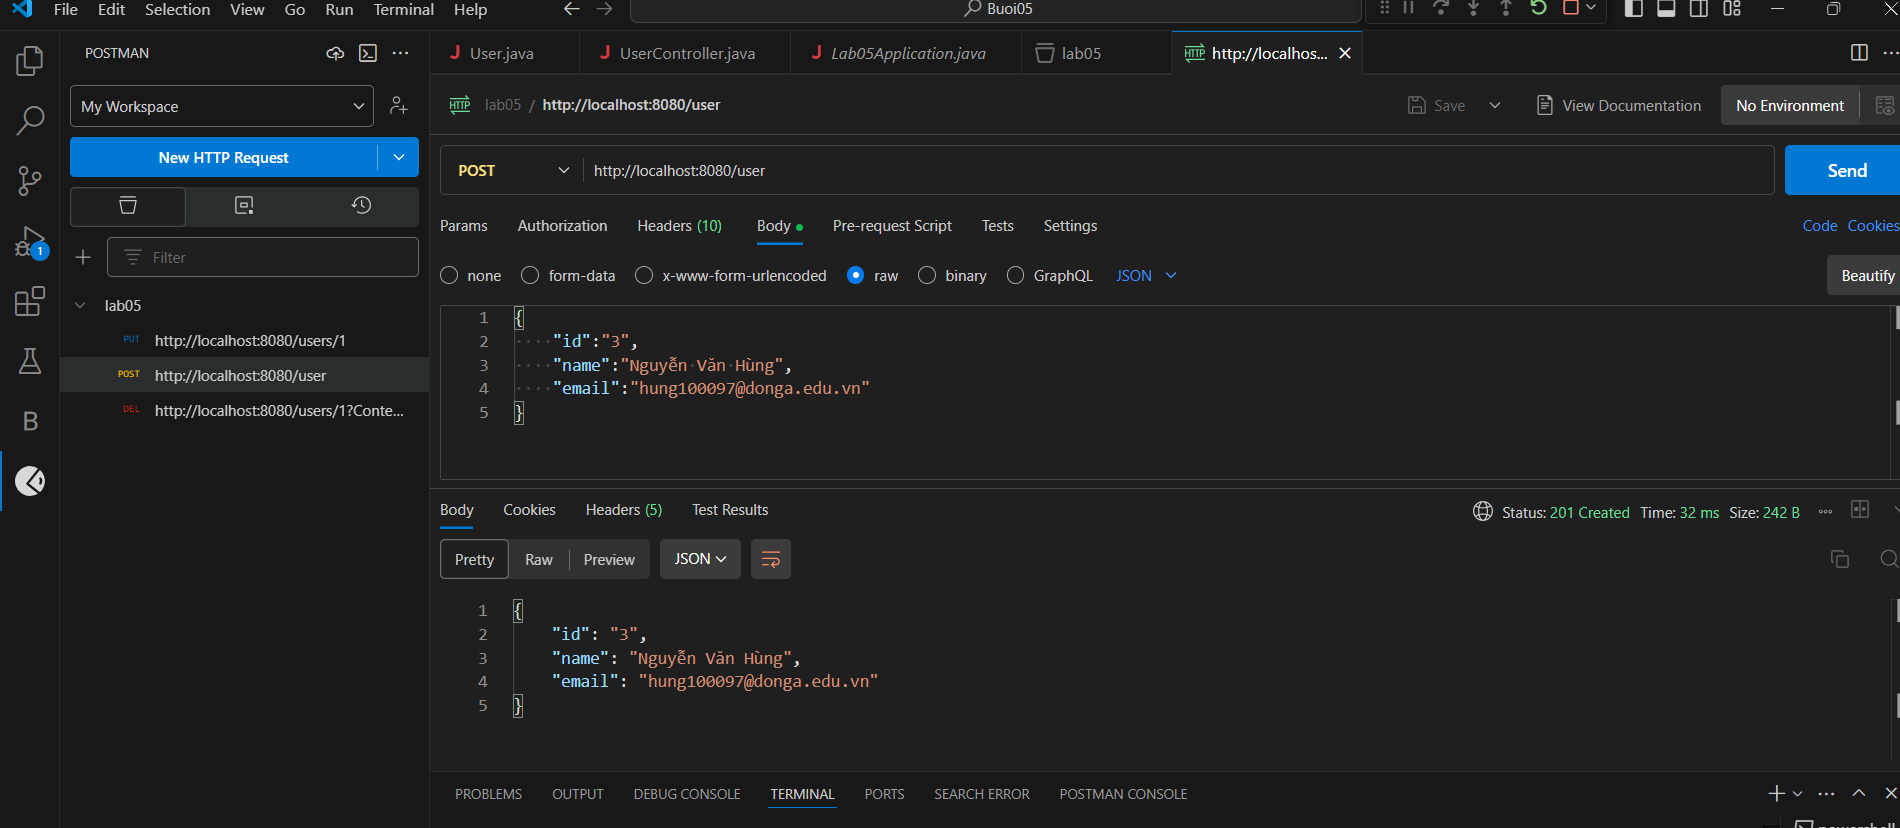 File Edit Selection View Go Run Terminal Help Buoi05
POSTMAN
User.java UserController.java Lab05Application.java lab05 http://localhos...
My Workspace
lab05 / http://localhost:8080/user Save View Documentation No Environment
New HTTP Request
POST http://localhost:8080/user Send
Params Authorization Headers (10) Body Pre-request Script Tests Settings Code Cookies
Filter
none form-data x-www-form-urlencoded raw binary GraphQL JSON Beautify
lab05
PUT http://localhost:8080/users/1
POST http://localhost:8080/user
DEL http://localhost:8080/users/1?Conte...
1 {
2 "id":"3",
3 "name":"Nguyễn Văn Hùng",
4 "email":"hung100097@donga.edu.vn"
5 }
Body Cookies Headers (5) Test Results Status: 201 Created Time: 32 ms Size: 242 B
Pretty Raw Preview JSON
1 {
2 "id": "3",
3 "name": "Nguyễn Văn Hùng",
4 "email": "hung100097@donga.edu.vn"
5 }
PROBLEMS OUTPUT DEBUG CONSOLE TERMINAL PORTS SEARCH ERROR POSTMAN CONSOLE